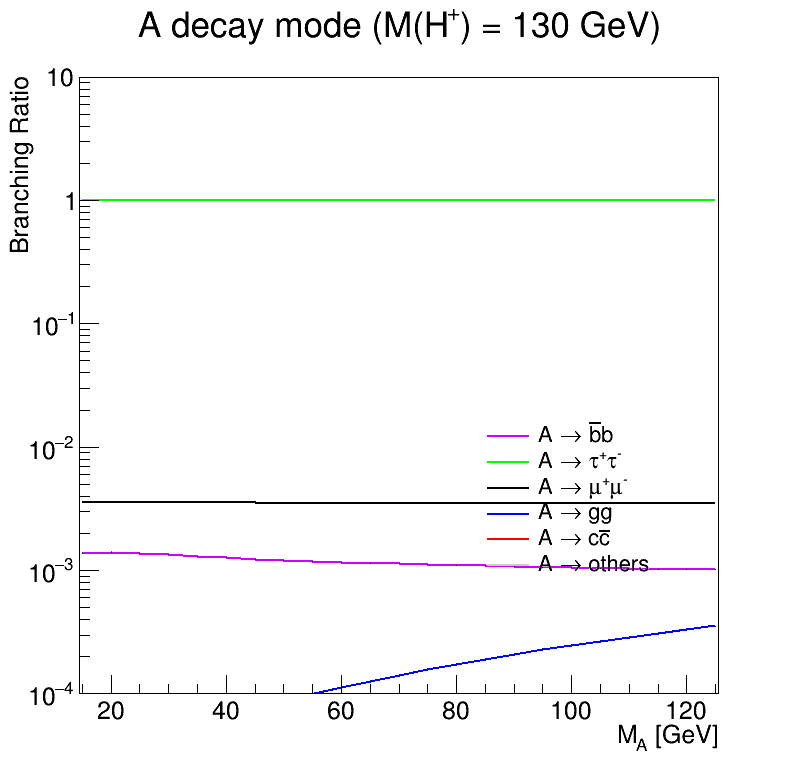 A decay mode (M(H⁺) = 130 GeV)
Branching Ratio
10
1
10⁻¹
10⁻²
10⁻³
10⁻⁴
A → b̅b
A → τ⁺τ⁻
A → μ⁺μ⁻
A → gg
A → cc̅
A → others
20 40 60 80 100 120
M_A [GeV]